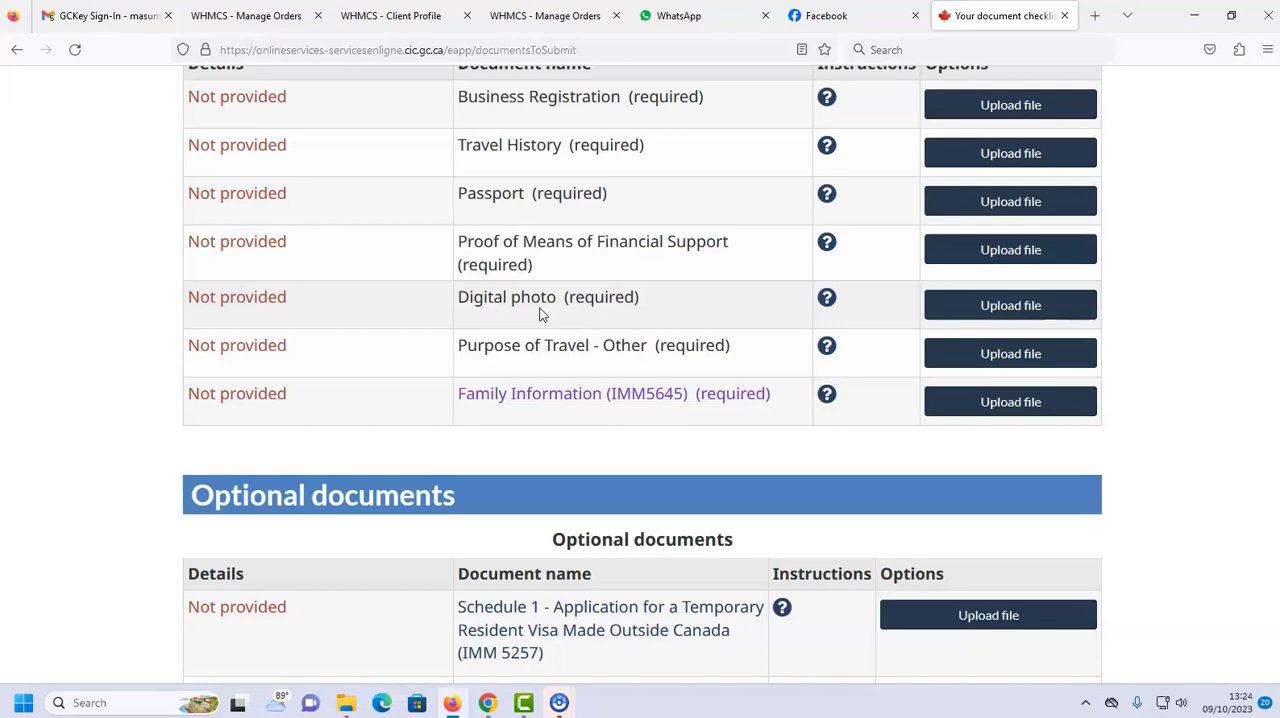 GCKey Sign-In - masum
WHMCS - Manage Orders
WHMCS - Client Profile
WHMCS - Manage Orders
WhatsApp
Facebook
Your document checklis
https://onlineservices-servicesenligne.cic.gc.ca/eapp/documentsToSubmit
Search
Details Document name Instructions Options
Not provided Business Registration (required) Upload file
Not provided Travel History (required) Upload file
Not provided Passport (required) Upload file
Not provided Proof of Means of Financial Support Upload file
(required)
Not provided Digital photo (required) Upload file
Not provided Purpose of Travel - Other (required) Upload file
Not provided Family Information (IMM5645) (required) Upload file
Optional documents
Optional documents
Details Document name Instructions Options
Not provided Schedule 1 - Application for a Temporary Upload file
Resident Visa Made Outside Canada
(IMM 5257)
Search
89°
13:24
09/10/2023
20